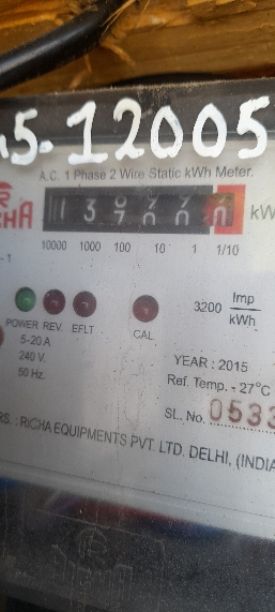 5.12005
A.C. 1 Phase 2 Wire Static kWh Meter.
RICHA
10000 1000 100 10 1 1/10
3200 Imp/kWh
POWER REV. EFLT
CAL
5-20 A
240 V.
50 Hz.
YEAR : 2015
Ref. Temp. - 27°C
SL. No. 0533
RS. : RICHA EQUIPMENTS PVT. LTD. DELHI, (INDIA